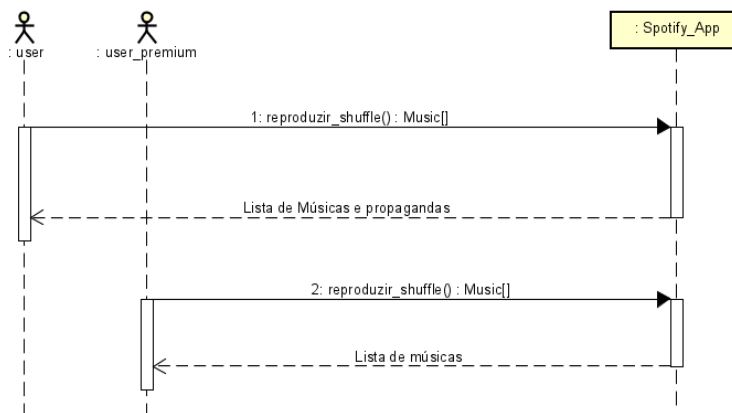 : user
: user_premium
: Spotify_App
1: reproduzir_shuffle() : Music[]
Lista de Músicas e propagandas
2: reproduzir_shuffle() : Music[]
Lista de músicas